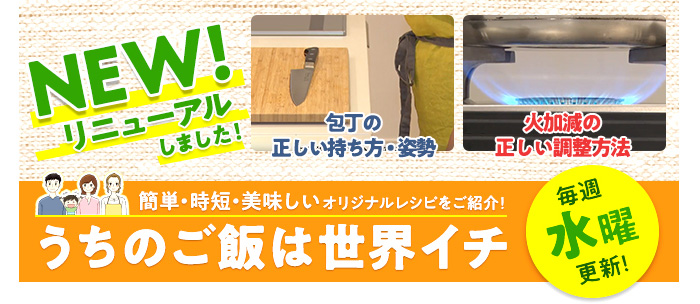 NEW!
リニューアル
しました!
包丁の
正しい持ち方・姿勢
火加減の
正しい調整方法
簡単・時短・美味しいオリジナルレシピをご紹介!
うちのご飯は世界イチ
毎週
水曜
更新!